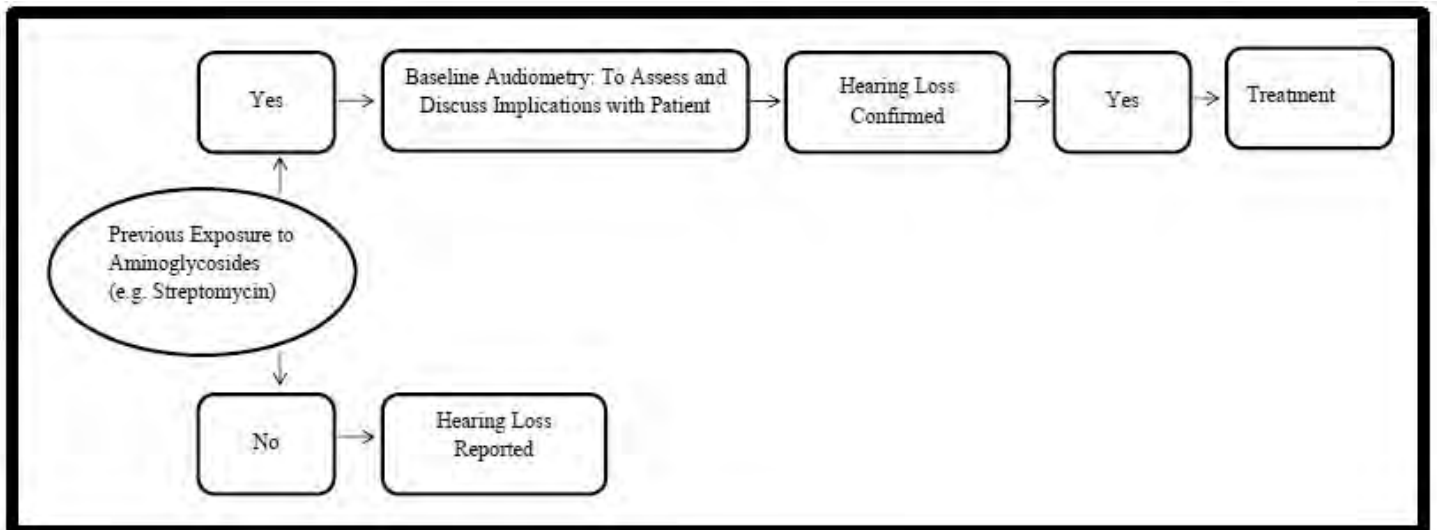 Yes
Baseline Audiometry: To Assess and
Discuss Implications with Patient
Hearing Loss
Confirmed
Yes
Treatment
Previous Exposure to
Aminoglycosides
(e.g. Streptomycin)
No
Hearing Loss
Reported